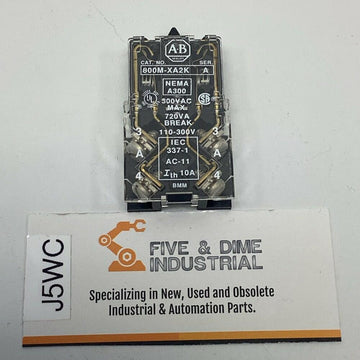 A-B
CAT. NO. SER.
800M-XA2K A
NEMA
A300
500VAC
MAX
720VA
BREAK
110-300V
3 IEC 3
337-1
A A
AC-11
4 Ith 10A 4
BMM
J5WC
FIVE & DIME
INDUSTRIAL
Specializing in New, Used and Obsolete
Industrial & Automation Parts.